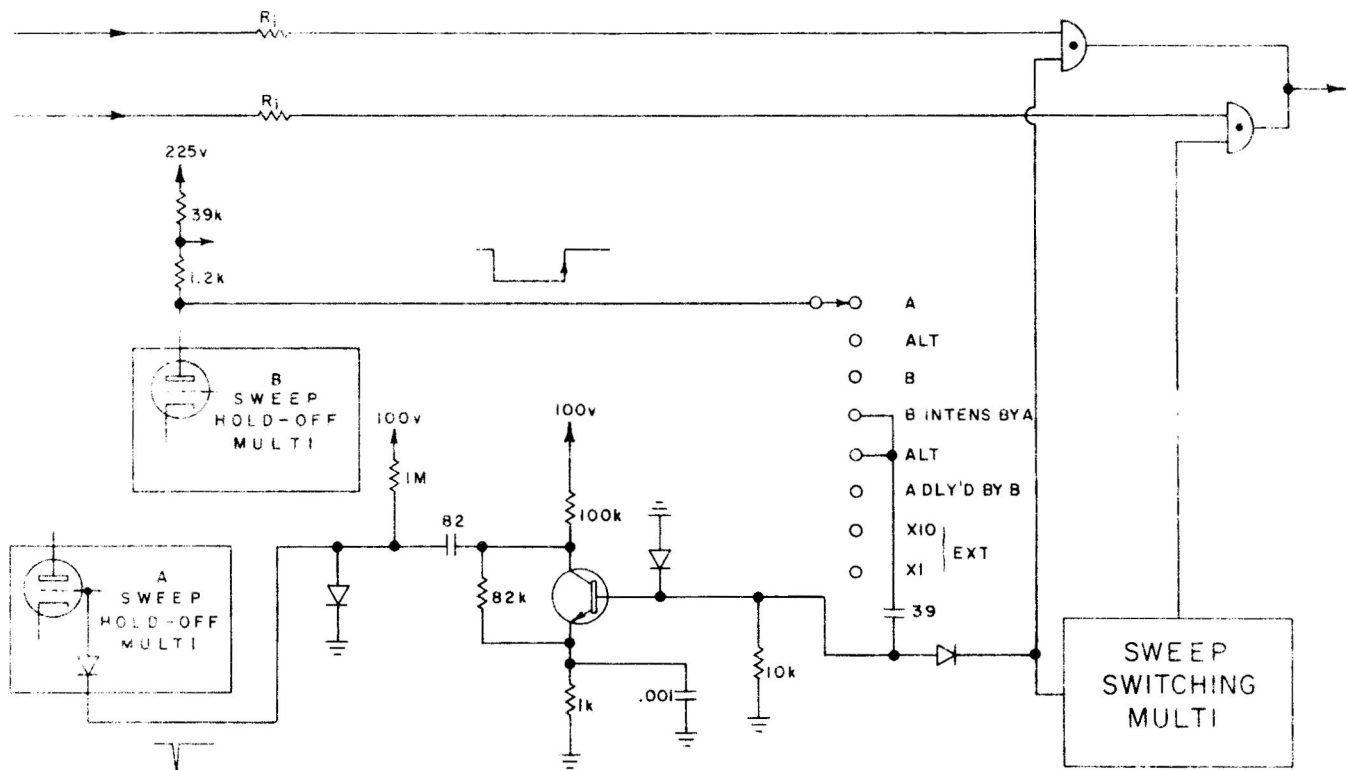 Ri
Ri
225v
39k
1.2k
A
ALT
B
B INTENS BY A
ALT
A DLY'D BY B
X10
X1
EXT
B
SWEEP
HOLD-OFF
MULTI
100v
1M
100v
100k
82
82k
39
A
SWEEP
HOLD-OFF
MULTI
1k
.001
10k
SWEEP
SWITCHING
MULTI